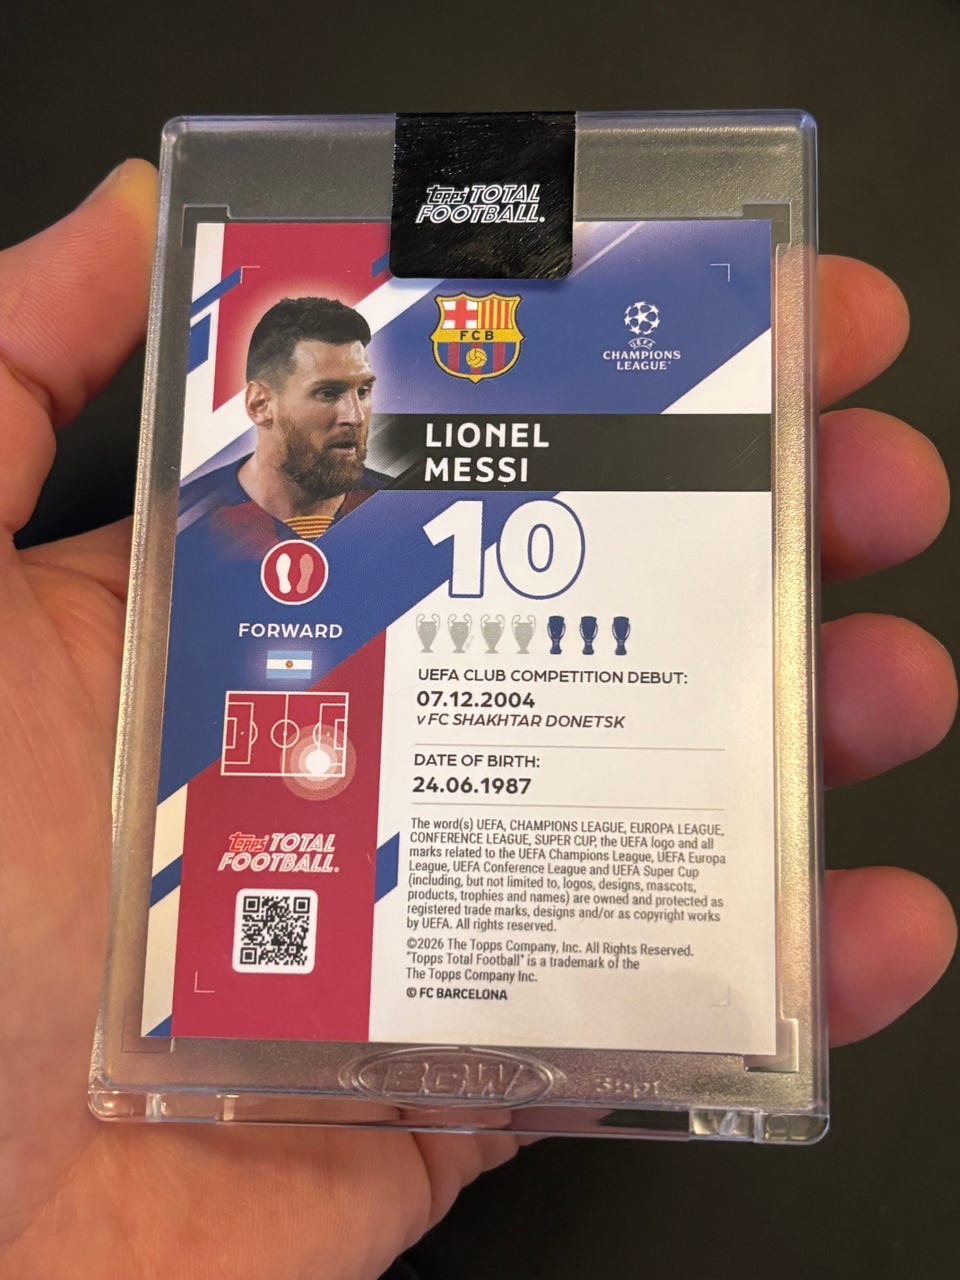 Topps TOTAL
FOOTBALL.
FCB
UEFA
CHAMPIONS
LEAGUE
LIONEL
MESSI
10
FORWARD
UEFA CLUB COMPETITION DEBUT:
07.12.2004
v FC SHAKHTAR DONETSK
DATE OF BIRTH:
24.06.1987
Topps TOTAL
FOOTBALL.
The word(s) UEFA, CHAMPIONS LEAGUE, EUROPA LEAGUE,
CONFERENCE LEAGUE, SUPER CUP, the UEFA logo and all
marks related to the UEFA Champions League, UEFA Europa
League, UEFA Conference League and UEFA Super Cup
(including, but not limited to, logos, designs, mascots,
products, trophies and names) are owned and protected as
registered trade marks, designs and/or as copyright works
by UEFA. All rights reserved.
©2026 The Topps Company, Inc. All Rights Reserved.
"Topps Total Football" is a trademark of the
The Topps Company Inc.
© FC BARCELONA
BCW 35pt